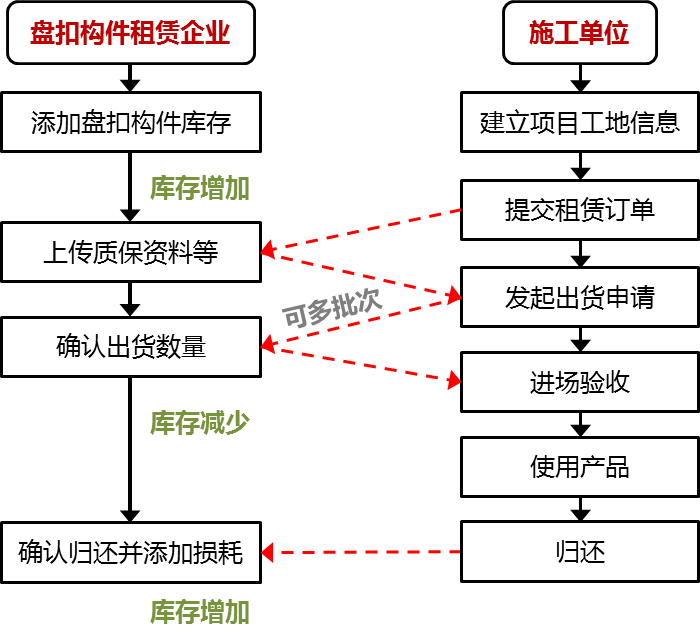 盘扣构件租赁企业
施工单位
添加盘扣构件库存
建立项目工地信息
库存增加
提交租赁订单
上传质保资料等
发起出货申请
可多批次
确认出货数量
进场验收
库存减少
使用产品
确认归还并添加损耗
归还
库存增加